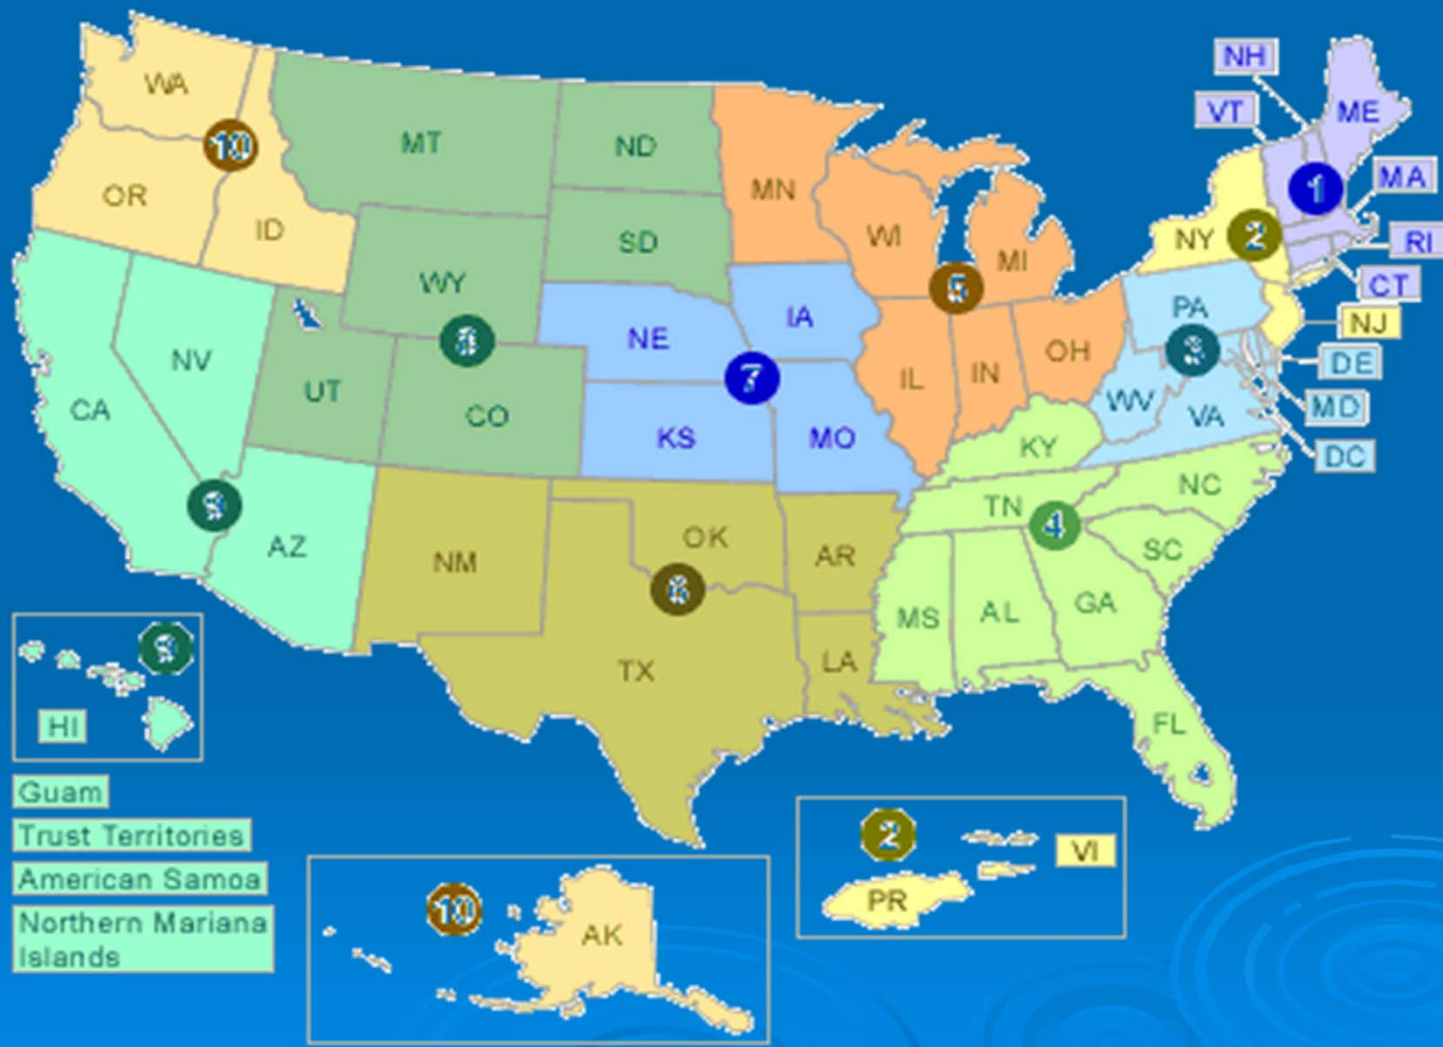 NH
VT
ME
MA
RI
CT
NJ
DE
MD
DC
WA
OR
ID
10
MT
ND
SD
WY
UT
CO
MN
WI
MI
IL
IN
OH
5
NY
2
1
PA
WV
VA
IA
NE
KS
MO
7
CA
NV
AZ
NM
OK
TX
AR
LA
6
KY
TN
NC
SC
MS
AL
GA
FL
4
HI
Guam
Trust Territories
American Samoa
Northern Mariana
Islands
10
AK
2
VI
PR